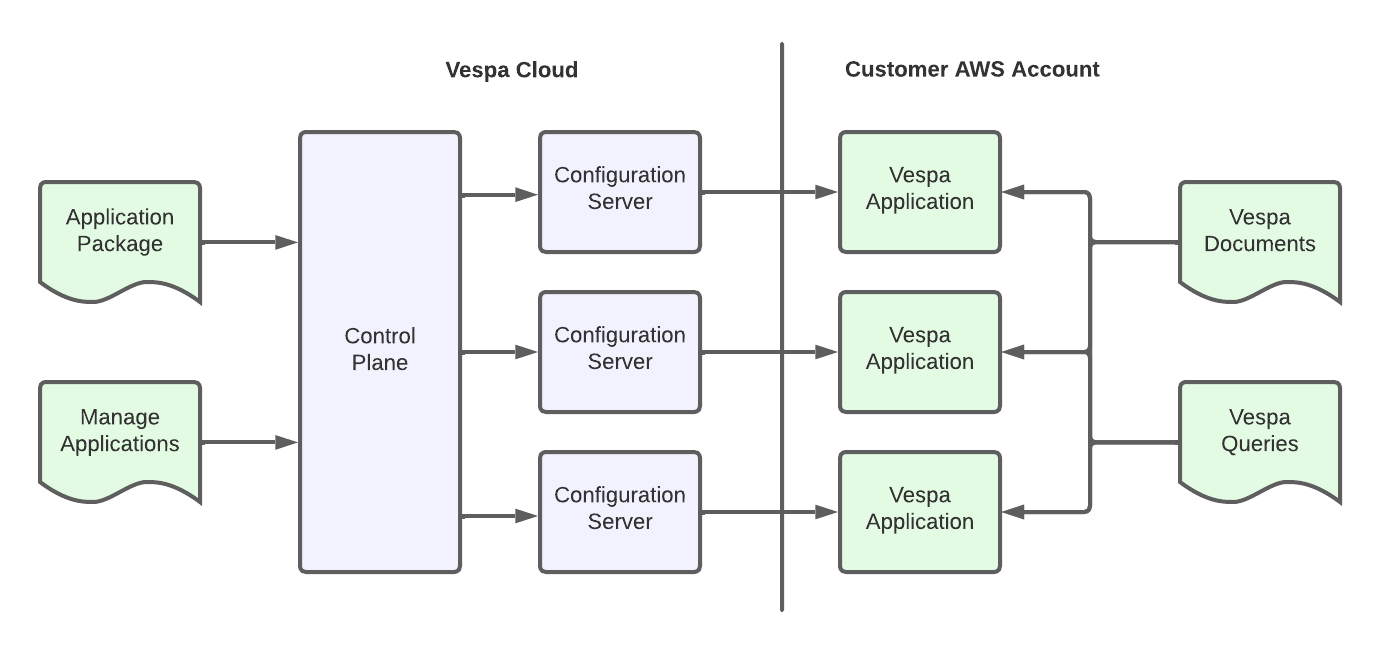 Vespa Cloud
Customer AWS Account
Application
Package
Manage
Applications
Control
Plane
Configuration
Server
Configuration
Server
Configuration
Server
Vespa
Application
Vespa
Application
Vespa
Application
Vespa
Documents
Vespa
Queries